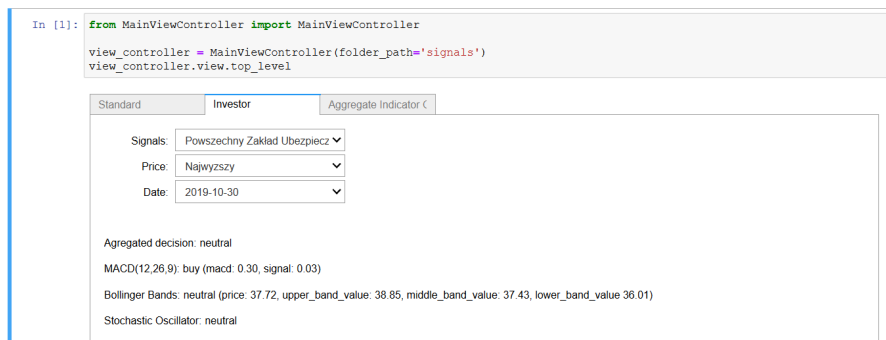 In [1]: from MainViewController import MainViewController
view_controller = MainViewController(folder_path='signals')
view_controller.view.top_level
Standard Investor Aggregate Indicator (
Signals: Powszechny Zakład Ubezpiecz
Price: Najwyzszy
Date: 2019-10-30
Agregated decision: neutral
MACD(12,26,9): buy (macd: 0.30, signal: 0.03)
Bollinger Bands: neutral (price: 37.72, upper_band_value: 38.85, middle_band_value: 37.43, lower_band_value 36.01)
Stochastic Oscillator: neutral